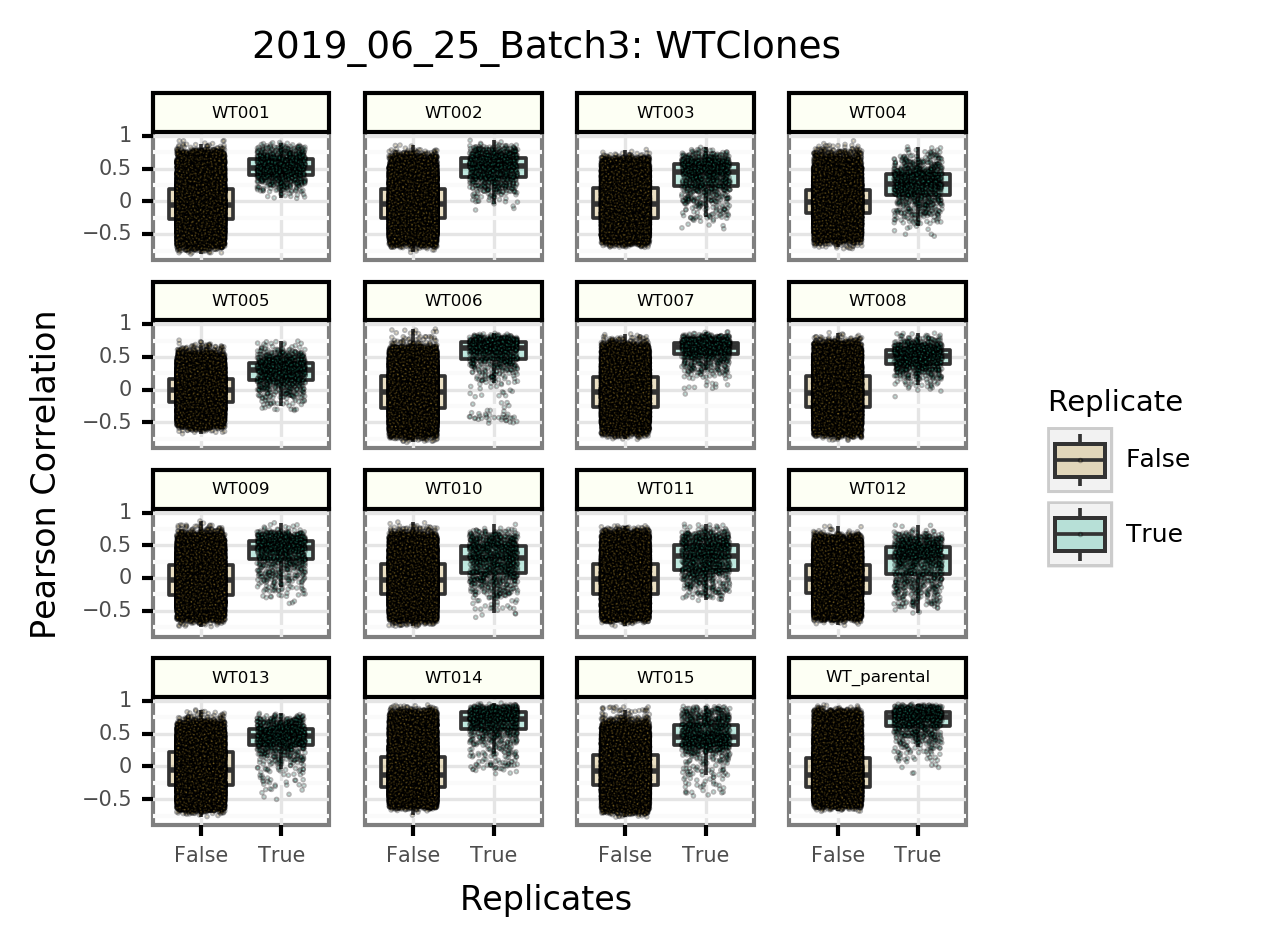 2019_06_25_Batch3: WTClones
WT001 WT002 WT003 WT004
1
0.5
0
−0.5
WT005 WT006 WT007 WT008
1
0.5
0
−0.5
WT009 WT010 WT011 WT012
1
0.5
0
−0.5
WT013 WT014 WT015 WT_parental
1
0.5
0
−0.5
False True False True False True False True
Replicates
Pearson Correlation
Replicate
False
True